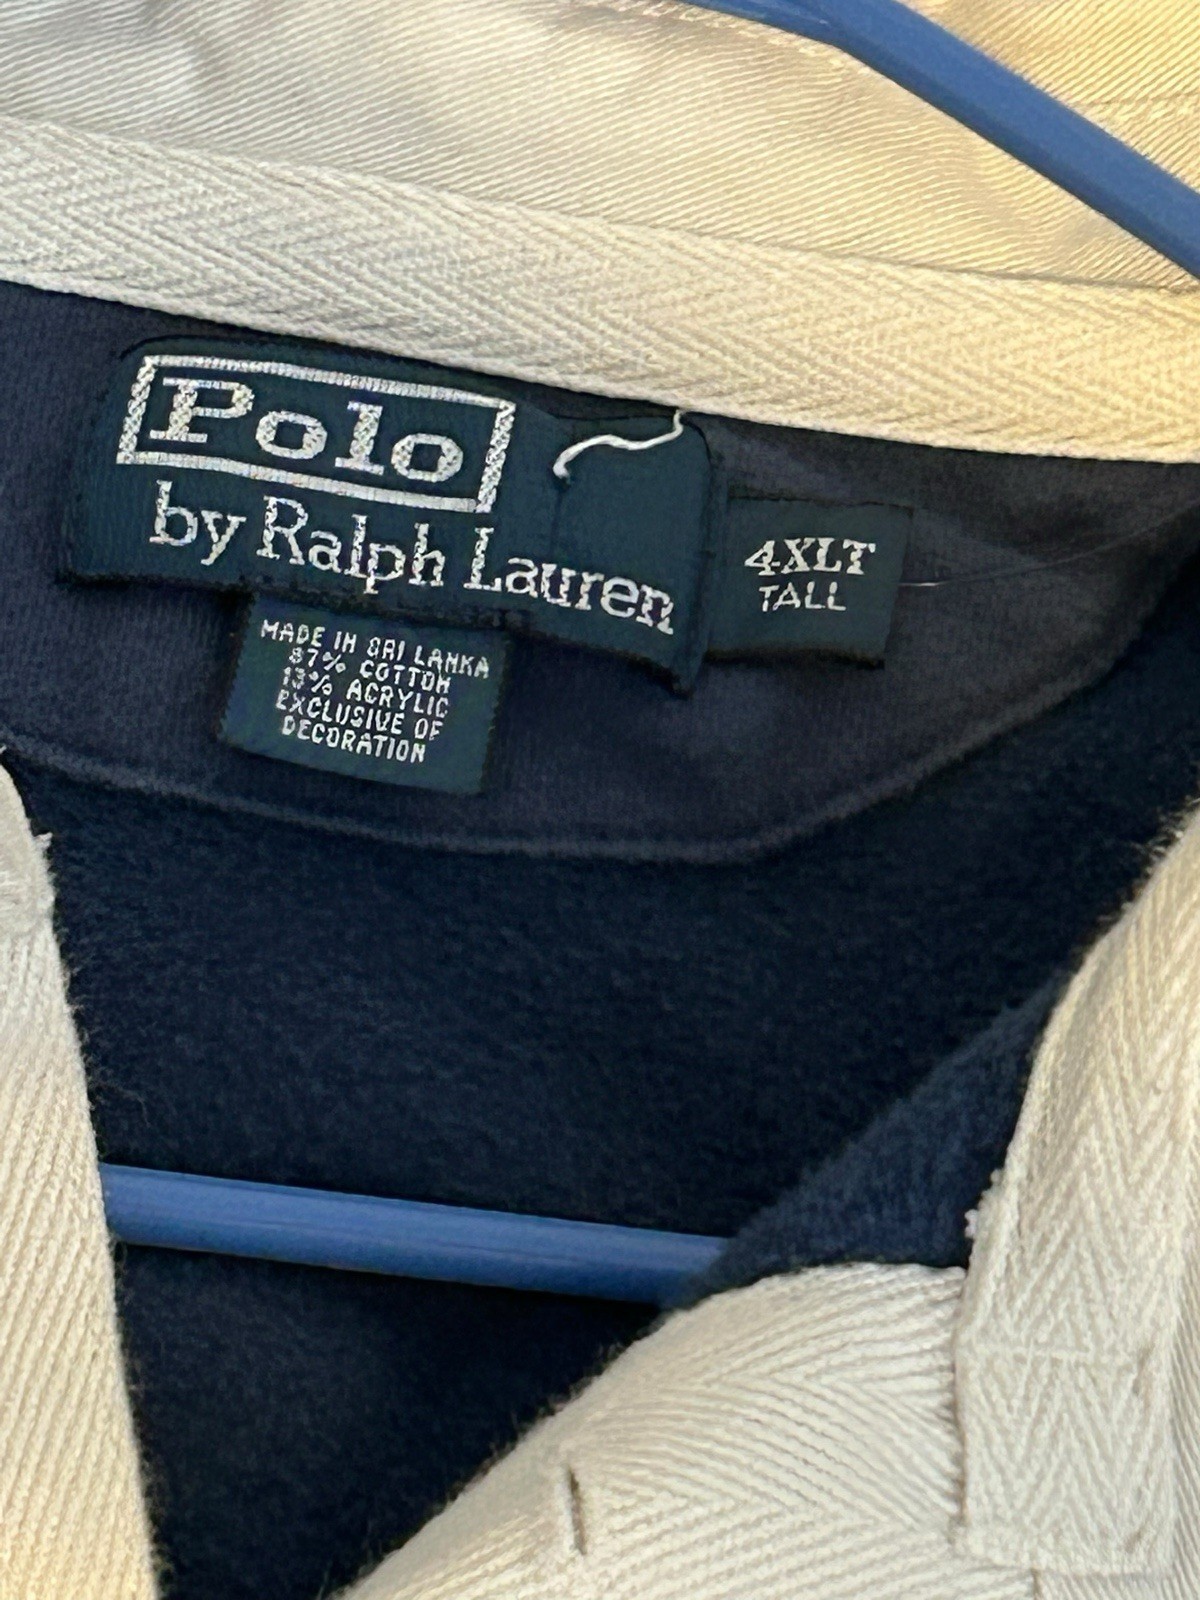 Polo
by Ralph Lauren
4XLT
TALL
MADE IN SRI LANKA
87% COTTON
13% ACRYLIC
EXCLUSIVE OF
DECORATION